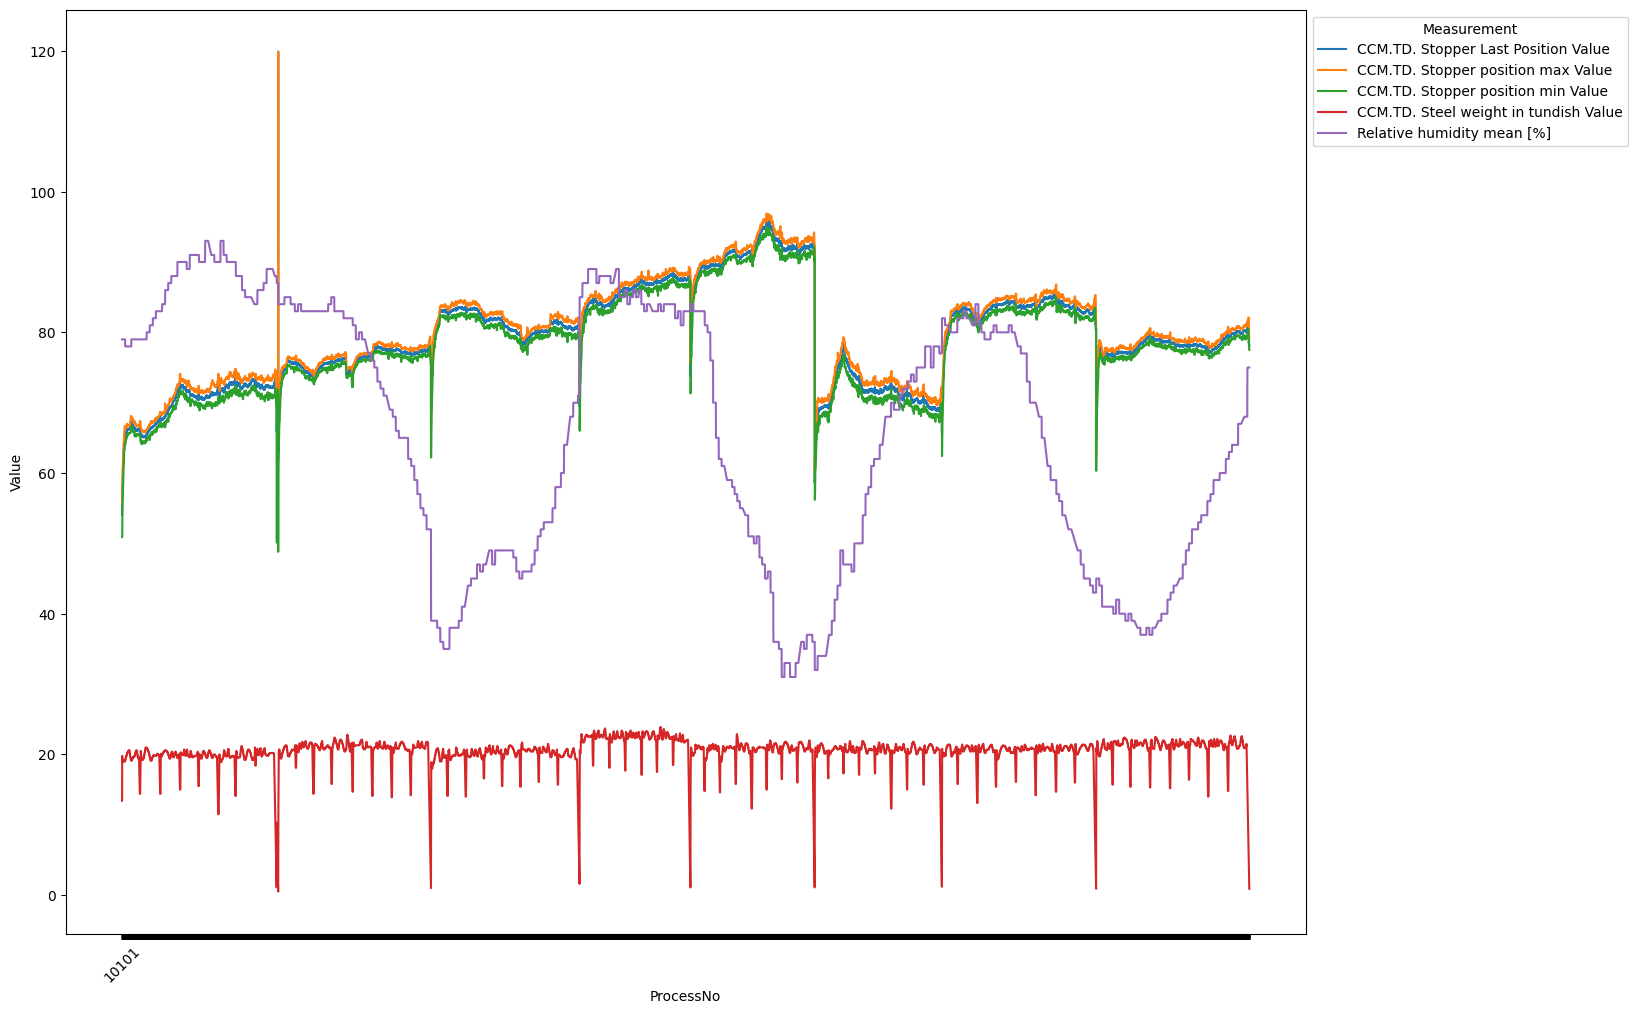 Measurement
CCM.TD. Stopper Last Position Value
CCM.TD. Stopper position max Value
CCM.TD. Stopper position min Value
CCM.TD. Steel weight in tundish Value
Relative humidity mean [%]
120
100
80
60
40
20
0
Value
10101
ProcessNo